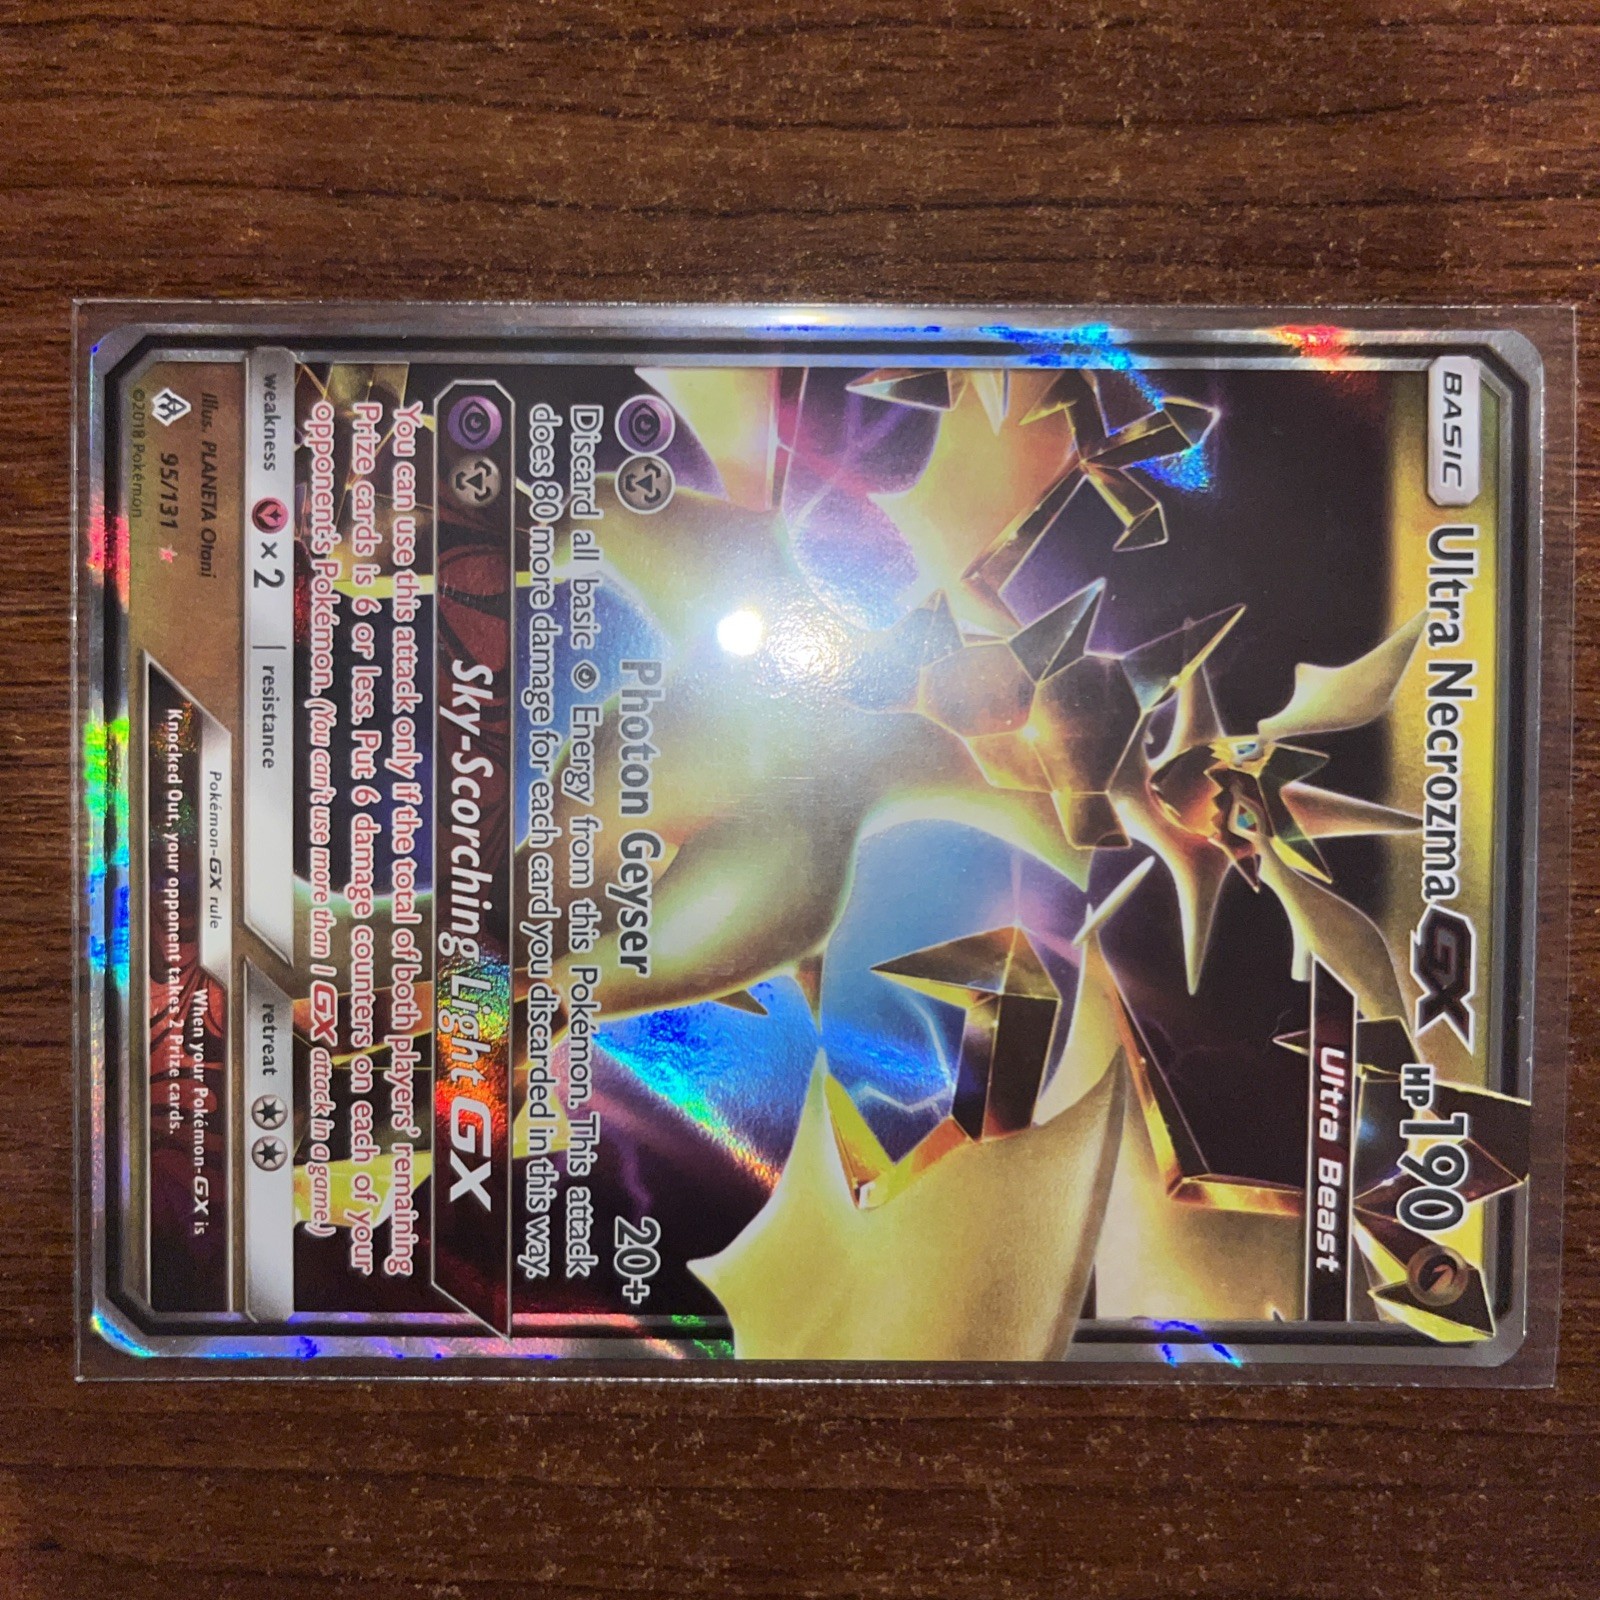 BASIC
Ultra Necrozma GX HP 190
Ultra Beast
Photon Geyser 20+
Discard all basic Energy from this Pokémon. This attack
does 80 more damage for each card you discarded in this way.
Sky-Scorching Light GX
You can use this attack only if the total of both players' remaining
Prize cards is 6 or less. Put 6 damage counters on each of your
opponent's Pokémon. (You can't use more than 1 GX attack in a game.)
weakness ×2 resistance retreat
Illus. PLANETA Otani
95/131
©2018 Pokémon
Pokémon-GX rule
When your Pokémon-GX is
Knocked Out, your opponent takes 2 Prize cards.